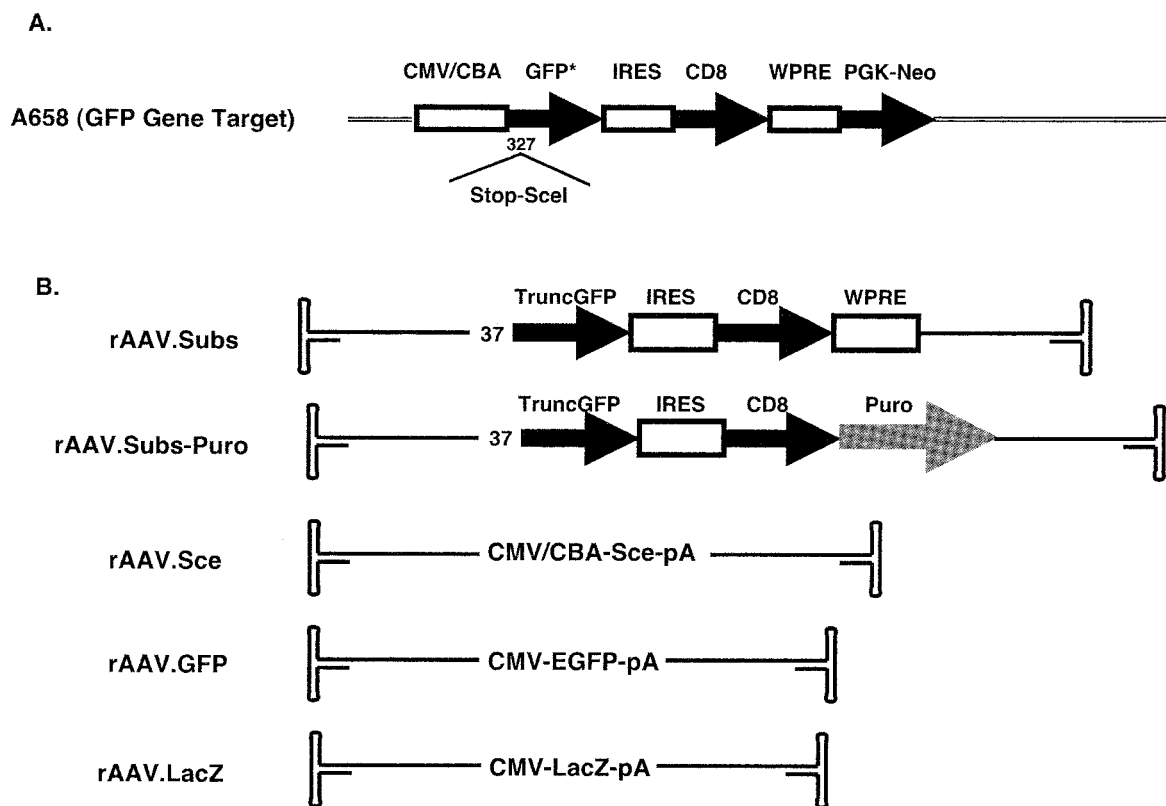 A.
CMV/CBA GFP* IRES CD8 WPRE PGK-Neo
A658 (GFP Gene Target)
327
Stop-SceI
B.
TruncGFP IRES CD8 WPRE
rAAV.Subs
37
TruncGFP IRES CD8 Puro
rAAV.Subs-Puro
37
rAAV.Sce
CMV/CBA-Sce-pA
rAAV.GFP
CMV-EGFP-pA
rAAV.LacZ
CMV-LacZ-pA